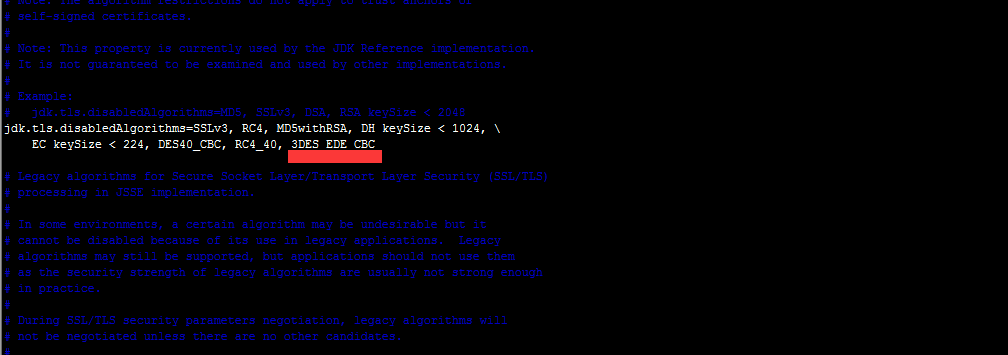 # Note: The algorithm restrictions do not apply to trust anchors or
# self-signed certificates.
#
# Note: This property is currently used by the JDK Reference implementation.
# It is not guaranteed to be examined and used by other implementations.
#
# Example:
#   jdk.tls.disabledAlgorithms=MD5, SSLv3, DSA, RSA keySize < 2048
jdk.tls.disabledAlgorithms=SSLv3, RC4, MD5withRSA, DH keySize < 1024, \
    EC keySize < 224, DES40_CBC, RC4_40, 3DES_EDE_CBC
# Legacy algorithms for Secure Socket Layer/Transport Layer Security (SSL/TLS)
# processing in JSSE implementation.
#
# In some environments, a certain algorithm may be undesirable but it
# cannot be disabled because of its use in legacy applications.  Legacy
# algorithms may still be supported, but applications should not use them
# as the security strength of legacy algorithms are usually not strong enough
# in practice.
#
# During SSL/TLS security parameters negotiation, legacy algorithms will
# not be negotiated unless there are no other candidates.
#